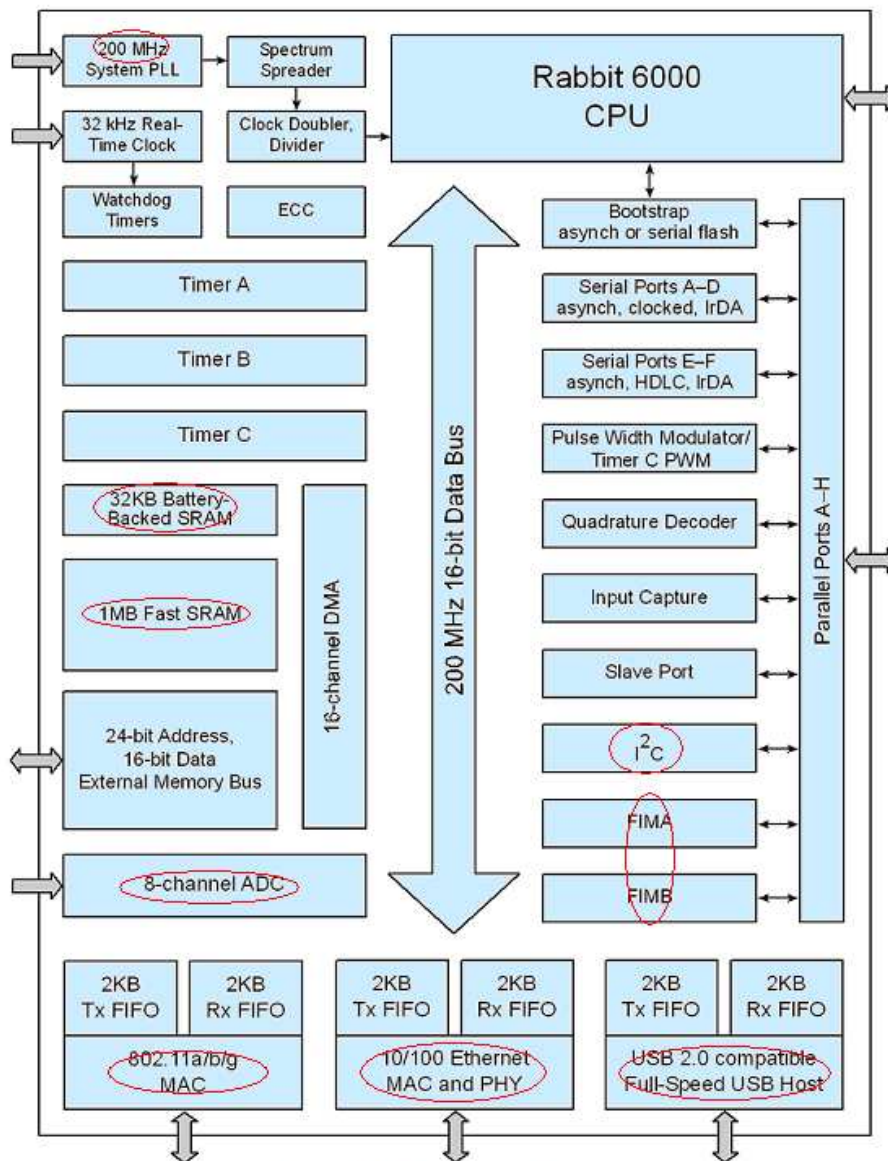 200 MHz
System PLL
Spectrum
Spreader
Rabbit 6000
CPU
32 kHz Real-
Time Clock
Clock Doubler,
Divider
Watchdog
Timers
ECC
Bootstrap
asynch or serial flash
Timer A
Serial Ports A–D
asynch, clocked, IrDA
Timer B
Serial Ports E–F
asynch, HDLC, IrDA
Timer C
Pulse Width Modulator/
Timer C PWM
32KB Battery-
Backed SRAM
Quadrature Decoder
1MB Fast SRAM
Input Capture
16-channel DMA
200 MHz 16-bit Data Bus
Parallel Ports A–H
Slave Port
24-bit Address,
16-bit Data
External Memory Bus
I²C
FIMA
8-channel ADC
FIMB
2KB
Tx FIFO
2KB
Rx FIFO
802.11a/b/g
MAC
2KB
Tx FIFO
2KB
Rx FIFO
10/100 Ethernet
MAC and PHY
2KB
Tx FIFO
2KB
Rx FIFO
USB 2.0 compatible
Full-Speed USB Host